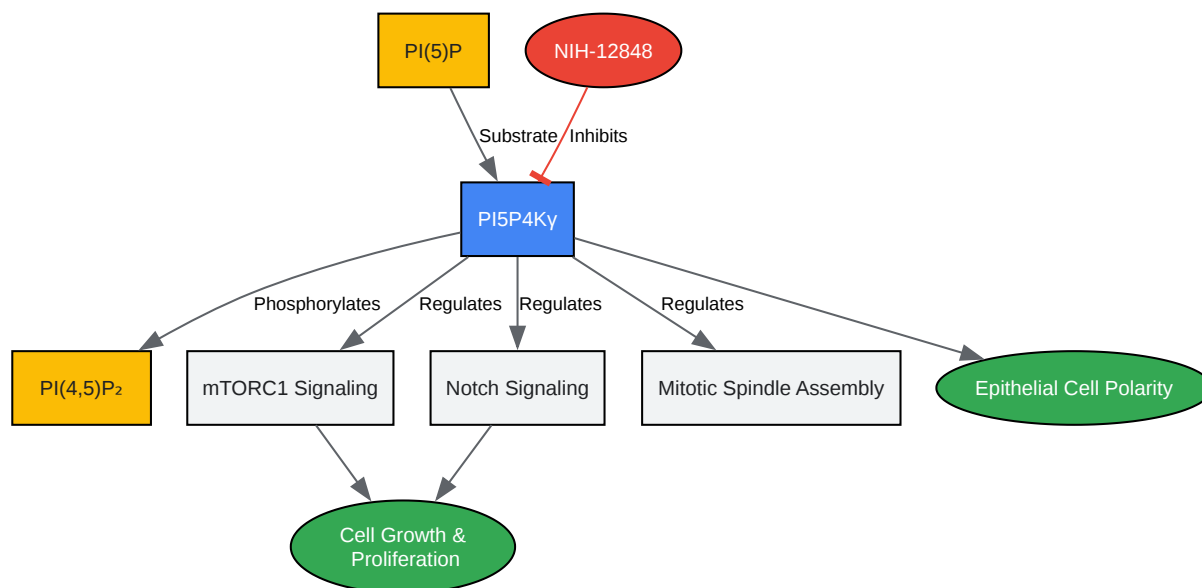 PI(5)P
NIH-12848
Substrate
Inhibits
PI5P4Kγ
Phosphorylates
Regulates
Regulates
Regulates
PI(4,5)P₂
mTORC1 Signaling
Notch Signaling
Mitotic Spindle Assembly
Epithelial Cell Polarity
Cell Growth &
Proliferation